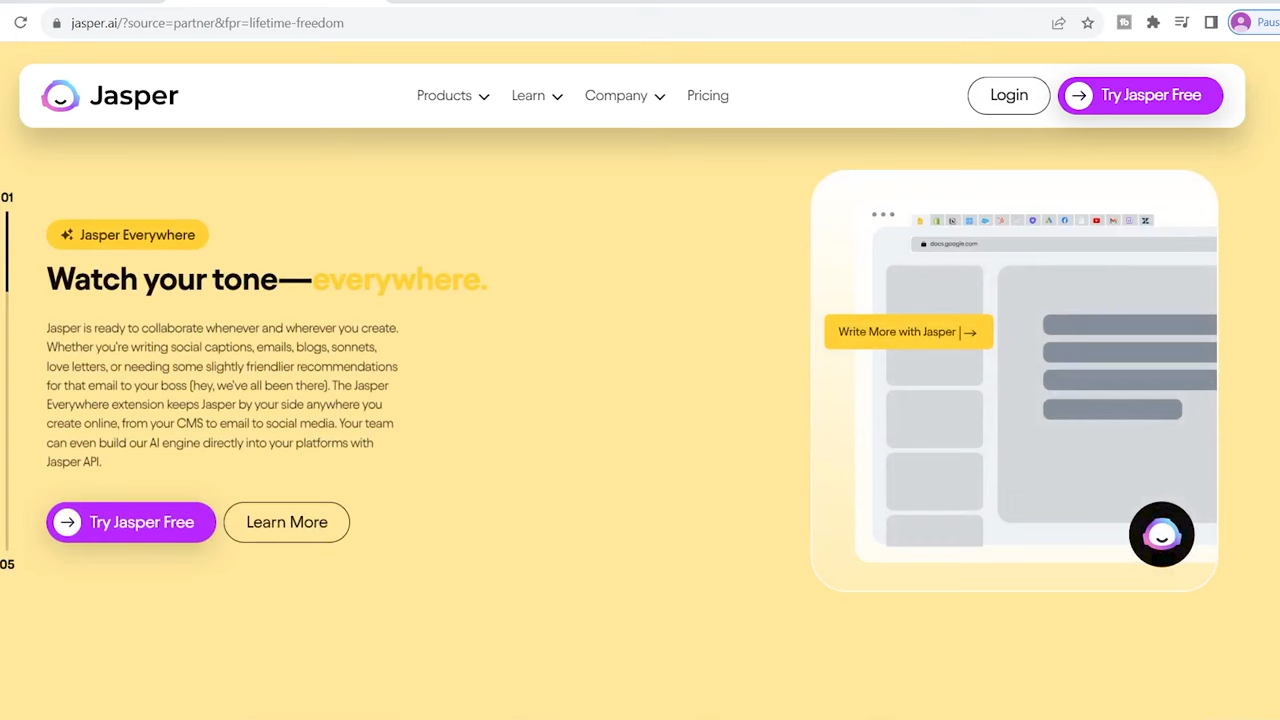 jasper.ai/?source=partner&fpr=lifetime-freedom
Paus
Jasper
Products
Learn
Company
Pricing
Login
Try Jasper Free
01
Jasper Everywhere
Watch your tone—everywhere.
Jasper is ready to collaborate whenever and wherever you create.
Whether you're writing social captions, emails, blogs, sonnets,
love letters, or needing some slightly friendlier recommendations
for that email to your boss (hey, we've all been there). The Jasper
Everywhere extension keeps Jasper by your side anywhere you
create online, from your CMS to email to social media. Your team
can even build our AI engine directly into your platforms with
Jasper API.
Try Jasper Free
Learn More
05
docs.google.com
Write More with Jasper